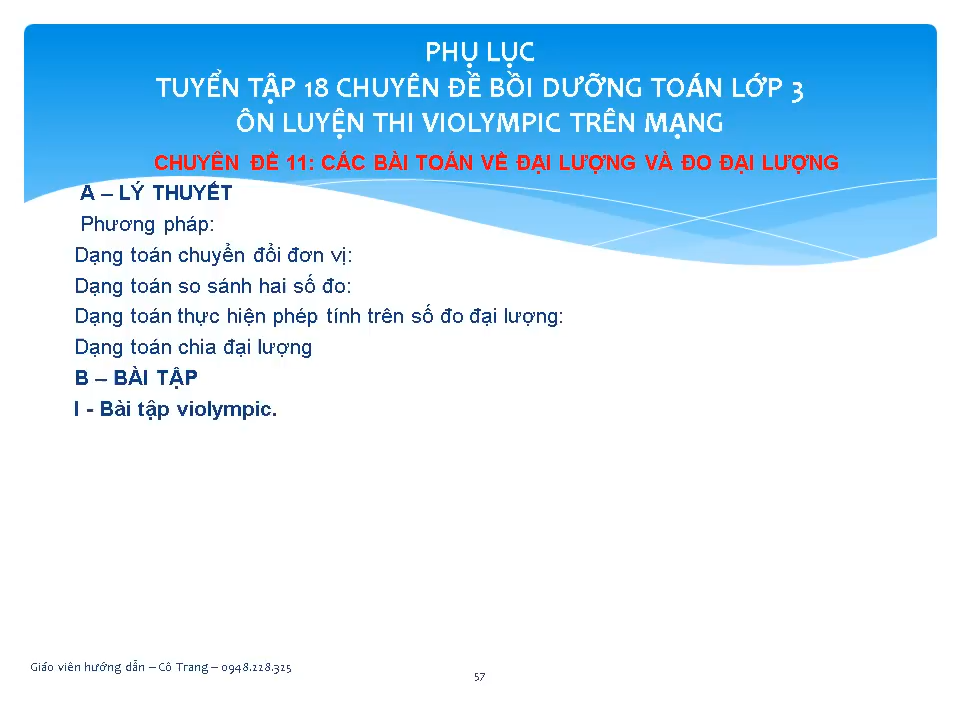 PHỤ LỤC
TUYỂN TẬP 18 CHUYÊN ĐỀ BỒI DƯỠNG TOÁN LỚP 3
ÔN LUYỆN THI VIOLYMPIC TRÊN MẠNG
CHUYÊN ĐỀ 11: CÁC BÀI TOÁN VỀ ĐẠI LƯỢNG VÀ ĐO ĐẠI LƯỢNG
A – LÝ THUYẾT
Phương pháp:
Dạng toán chuyển đổi đơn vị:
Dạng toán so sánh hai số đo:
Dạng toán thực hiện phép tính trên số đo đại lượng:
Dạng toán chia đại lượng
B – BÀI TẬP
I - Bài tập violympic.
Giáo viên hướng dẫn – Cô Trang – 0948.228.325
57